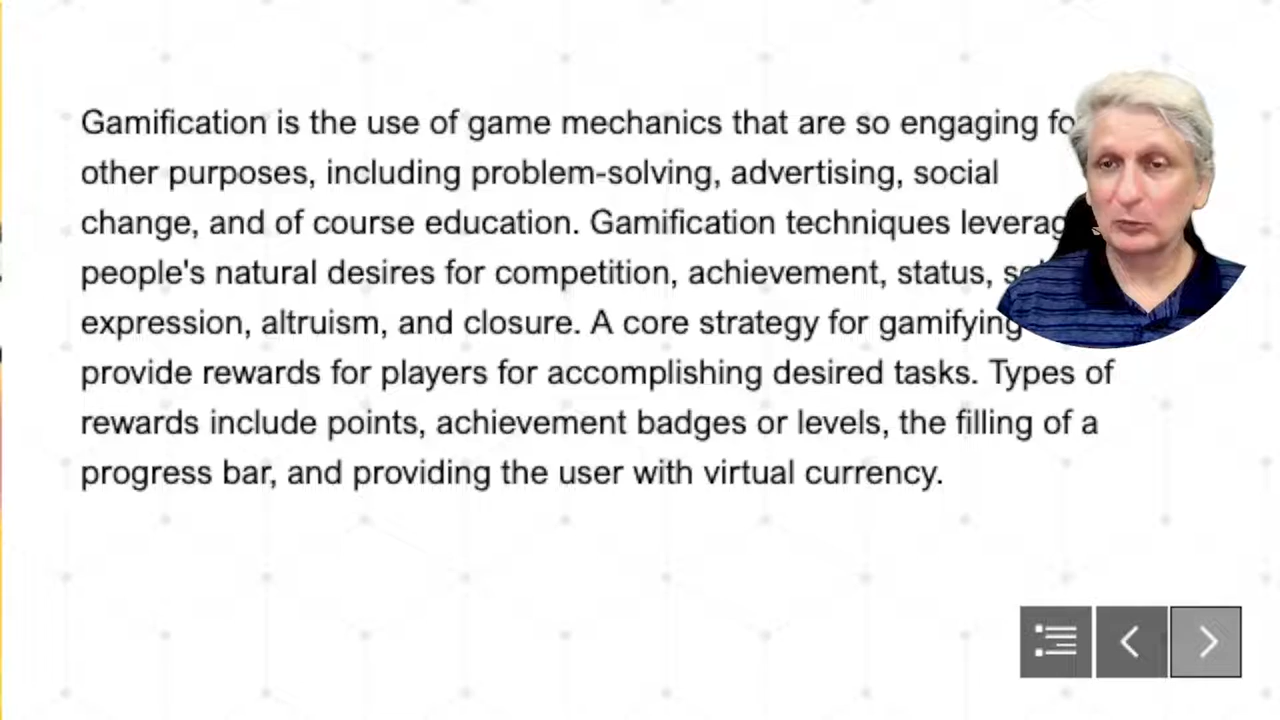 Gamification is the use of game mechanics that are so engaging
other purposes, including problem-solving, advertising, social
change, and of course education. Gamification techniques
people's natural desires for competition, achievement, status,
expression, altruism, and closure. A core strategy for gamifying
provide rewards for players for accomplishing desired tasks. Types of
rewards include points, achievement badges or levels, the filling of a
progress bar, and providing the user with virtual currency.